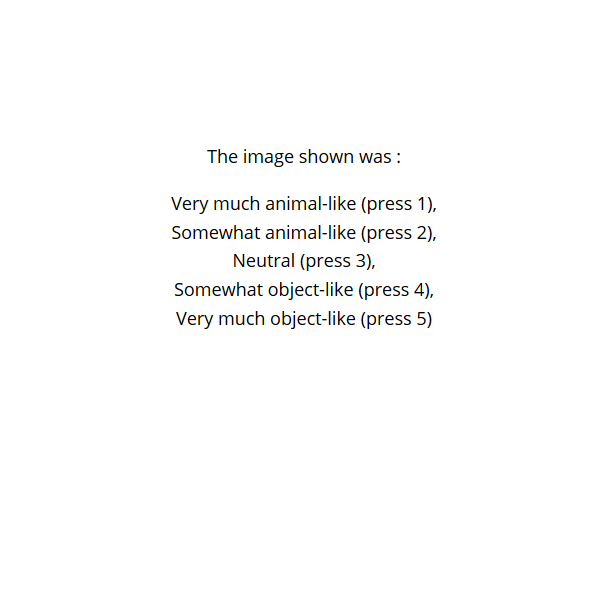 The image shown was :
Very much animal-like (press 1),
Somewhat animal-like (press 2),
Neutral (press 3),
Somewhat object-like (press 4),
Very much object-like (press 5)